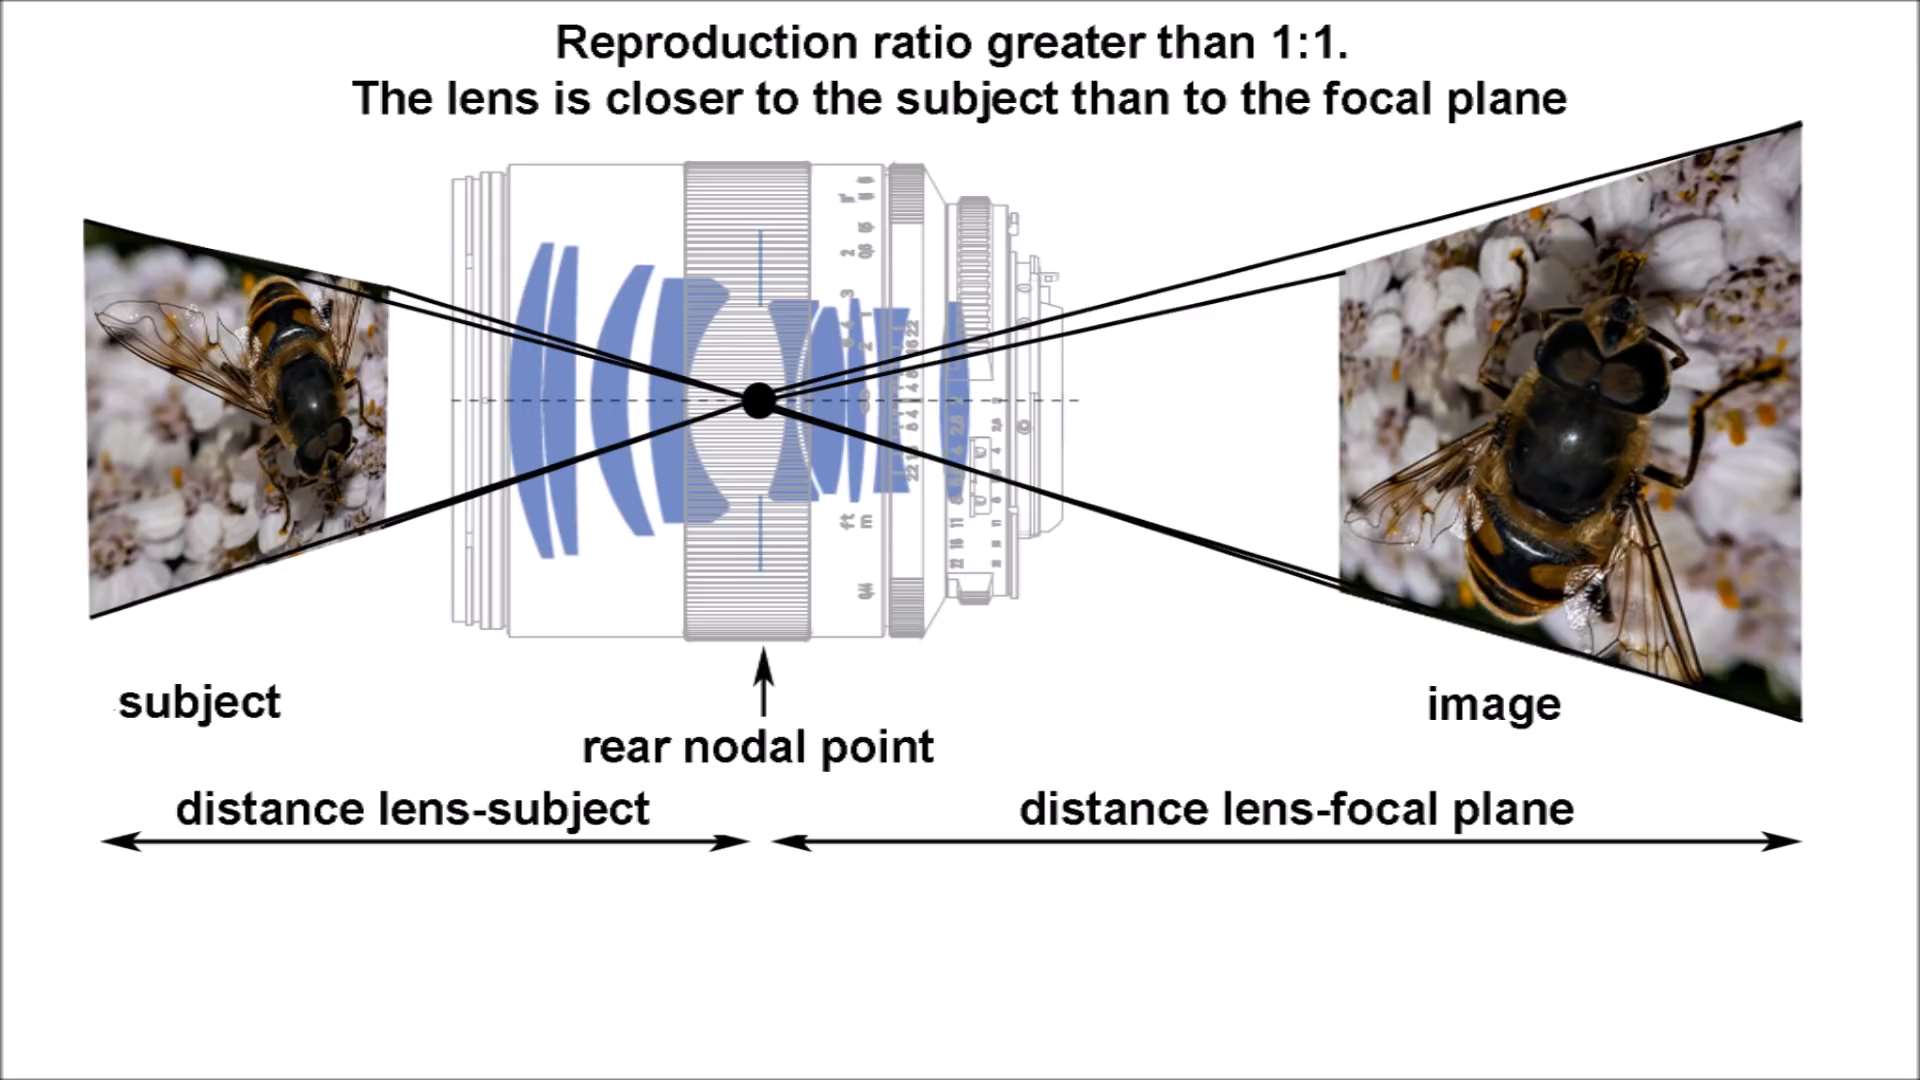 Reproduction ratio greater than 1:1.
The lens is closer to the subject than to the focal plane
ft
m
subject
image
rear nodal point
distance lens-subject
distance lens-focal plane